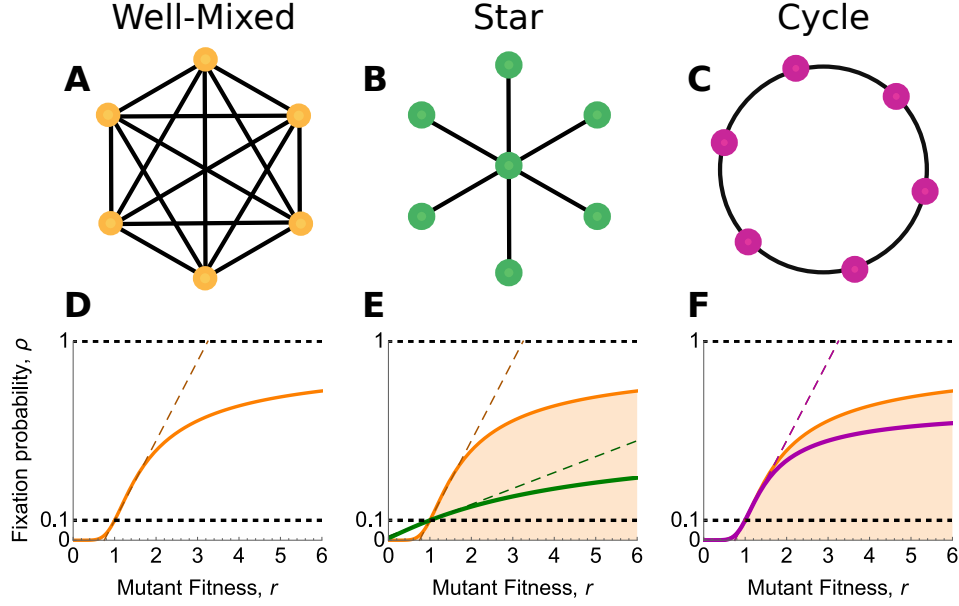 Well-Mixed Star Cycle
A B C
D E F
Fixation probability, ρ
1
0.1
0
0 1 2 3 4 5 6
Mutant Fitness, r
1
0.1
0
0 1 2 3 4 5 6
Mutant Fitness, r
1
0.1
0
0 1 2 3 4 5 6
Mutant Fitness, r